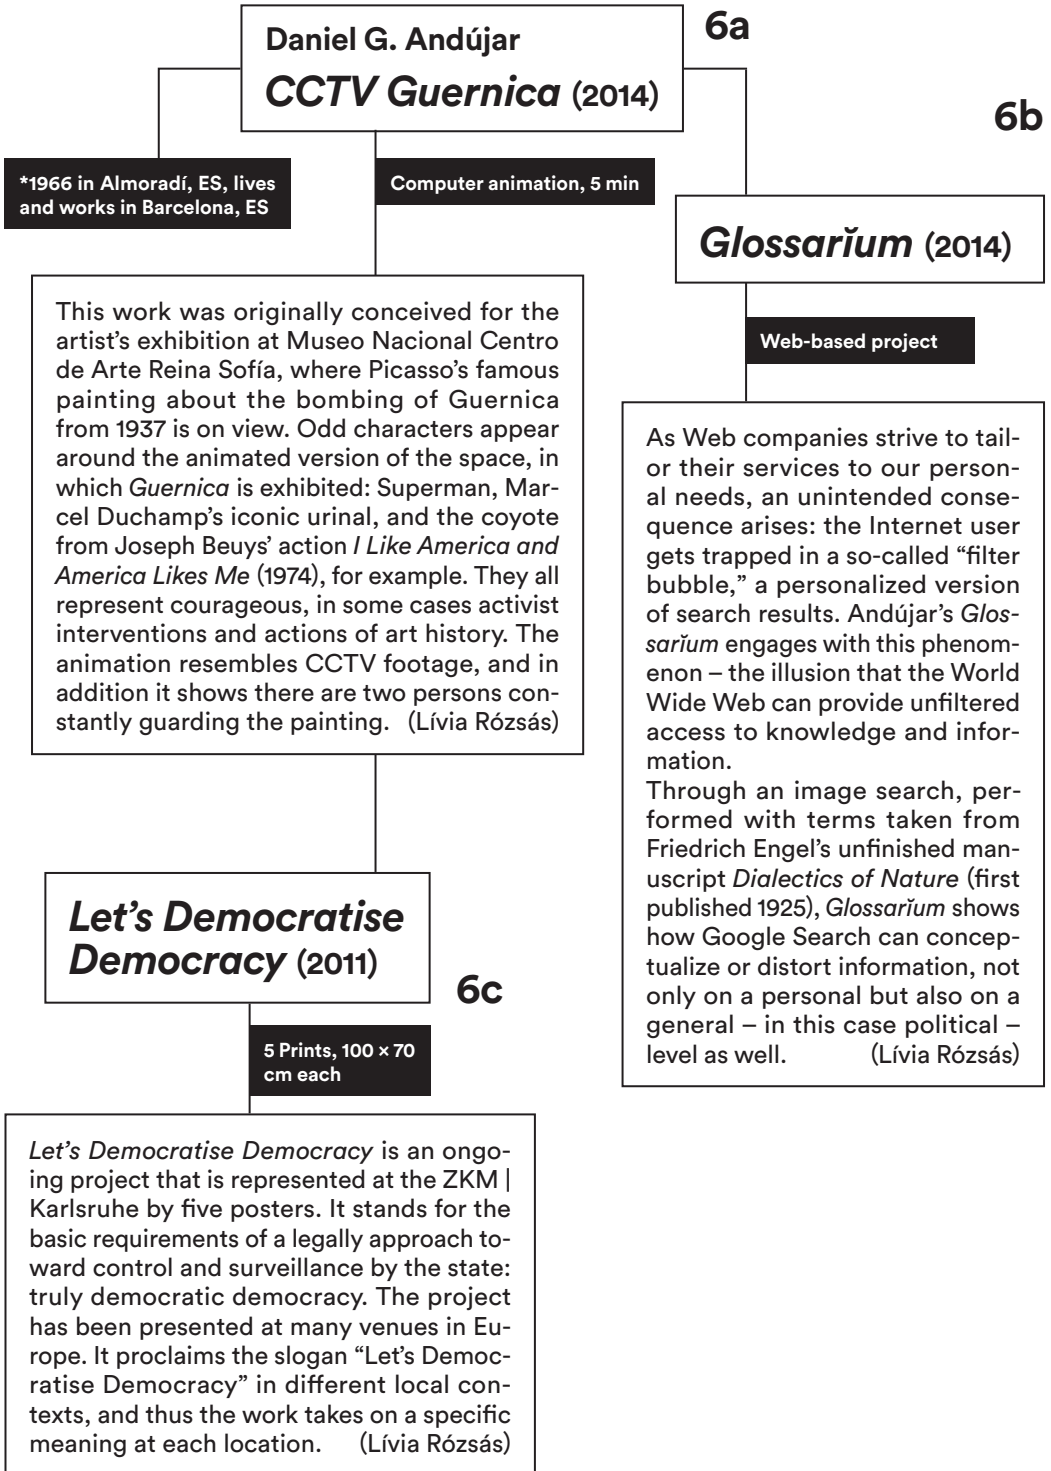 Daniel G. Andújar
CCTV Guernica (2014)
6a
*1966 in Almoradí, ES, lives
and works in Barcelona, ES
Computer animation, 5 min
This work was originally conceived for the
artist’s exhibition at Museo Nacional Centro
de Arte Reina Sofía, where Picasso’s famous
painting about the bombing of Guernica
from 1937 is on view. Odd characters appear
around the animated version of the space, in
which Guernica is exhibited: Superman, Mar-
cel Duchamp’s iconic urinal, and the coyote
from Joseph Beuys’ action I Like America and
America Likes Me (1974), for example. They all
represent courageous, in some cases activist
interventions and actions of art history. The
animation resembles CCTV footage, and in
addition it shows there are two persons con-
stantly guarding the painting. (Lívia Rózsás)
6b
Glossarĭum (2014)
Web-based project
As Web companies strive to tail-
or their services to our person-
al needs, an unintended conse-
quence arises: the Internet user
gets trapped in a so-called “filter
bubble,” a personalized version
of search results. Andújar’s Glos-
sarĭum engages with this phenom-
enon – the illusion that the World
Wide Web can provide unfiltered
access to knowledge and infor-
mation.
Through an image search, per-
formed with terms taken from
Friedrich Engel’s unfinished man-
uscript Dialectics of Nature (first
published 1925), Glossarĭum shows
how Google Search can concep-
tualize or distort information, not
only on a personal but also on a
general – in this case political –
level as well. (Lívia Rózsás)
Let’s Democratise
Democracy (2011)
6c
5 Prints, 100 × 70
cm each
Let’s Democratise Democracy is an ongo-
ing project that is represented at the ZKM |
Karlsruhe by five posters. It stands for the
basic requirements of a legally approach to-
ward control and surveillance by the state:
truly democratic democracy. The project
has been presented at many venues in Eu-
rope. It proclaims the slogan “Let’s Democ-
ratise Democracy” in different local con-
texts, and thus the work takes on a specific
meaning at each location. (Lívia Rózsás)